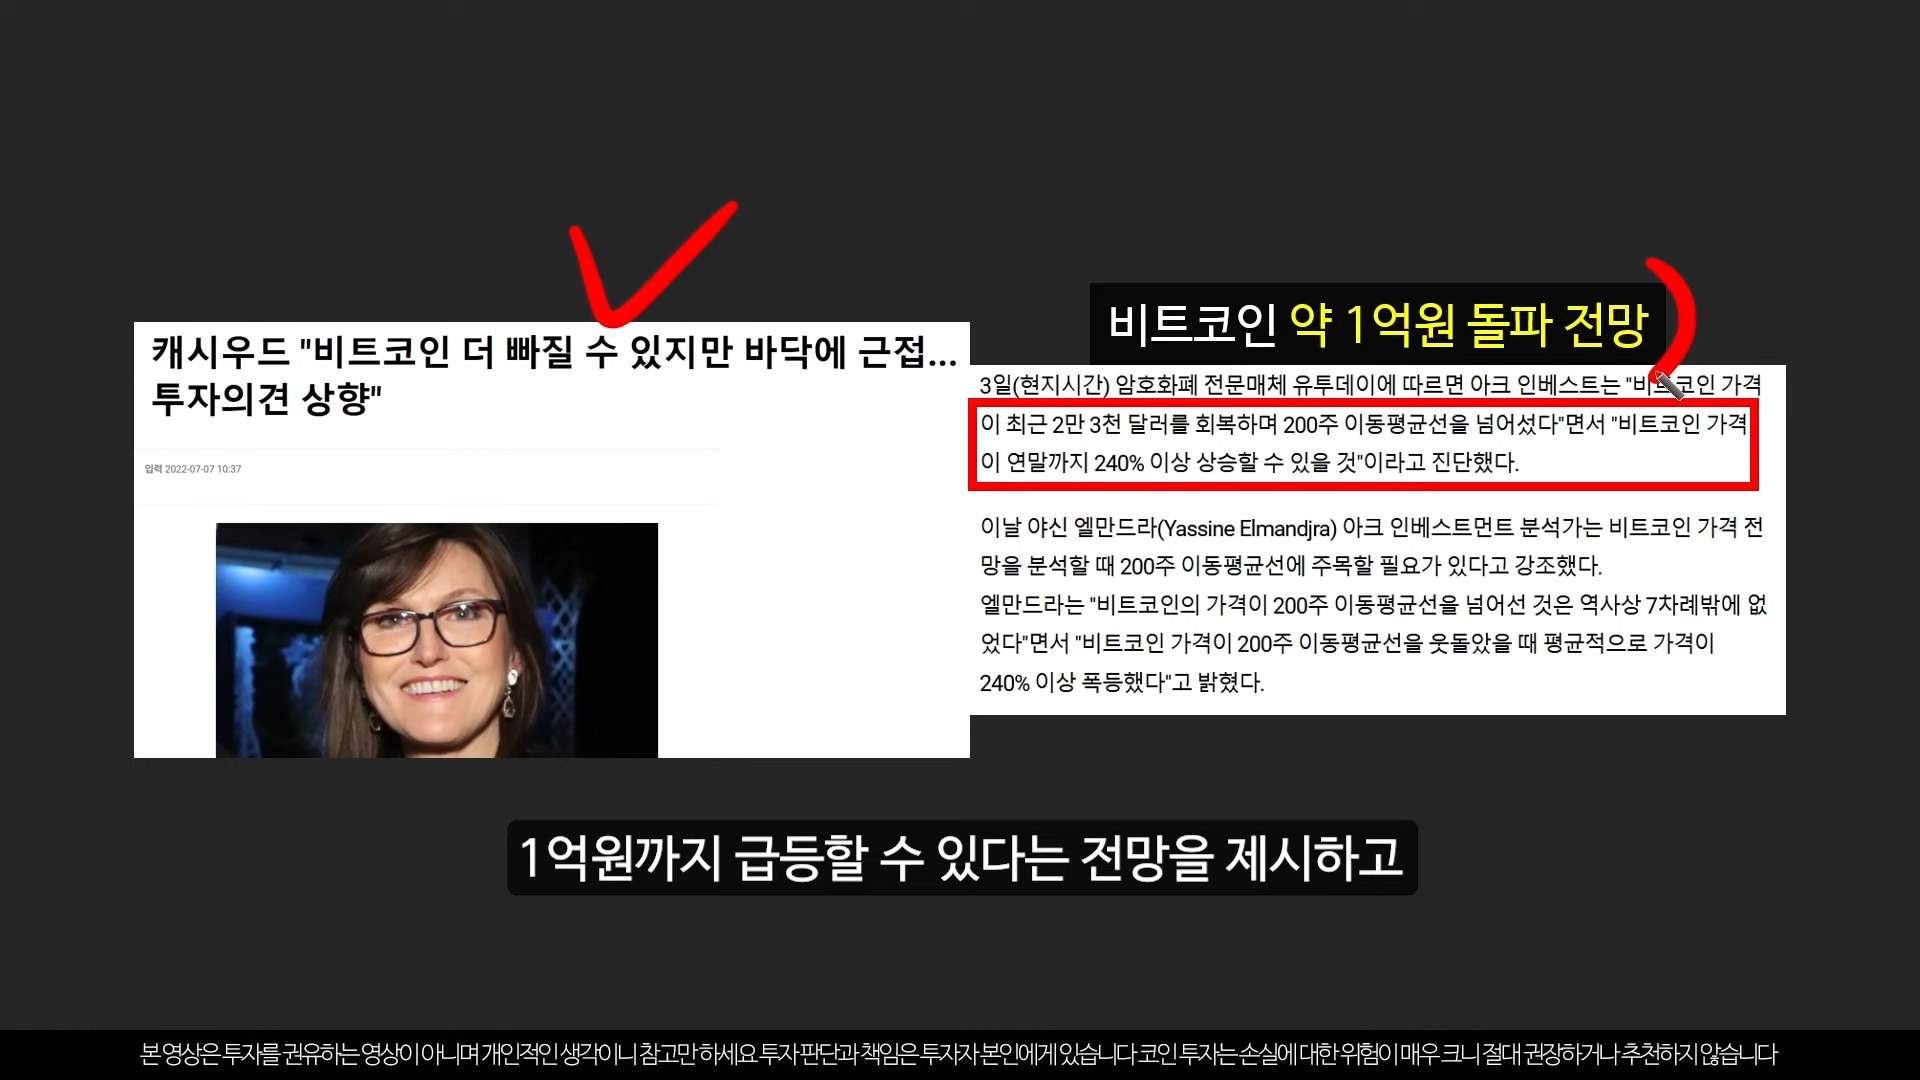 캐시우드 "비트코인 더 빠질 수 있지만 바닥에 근접...
투자의견 상향"
입력 2022-07-07 10:37
비트코인 약 1억원 돌파 전망
3일(현지시간) 암호화폐 전문매체 유투데이에 따르면 아크 인베스트는 "비트코인 가격
이 최근 2만 3천 달러를 회복하며 200주 이동평균선을 넘어섰다"면서 "비트코인 가격
이 연말까지 240% 이상 상승할 수 있을 것"이라고 진단했다.
이날 야신 엘만드라(Yassine Elmandjra) 아크 인베스트먼트 분석가는 비트코인 가격 전
망을 분석할 때 200주 이동평균선에 주목할 필요가 있다고 강조했다.
엘만드라는 "비트코인의 가격이 200주 이동평균선을 넘어선 것은 역사상 7차례밖에 없
었다"면서 "비트코인 가격이 200주 이동평균선을 웃돌았을 때 평균적으로 가격이
240% 이상 폭등했다"고 밝혔다.
1억원까지 급등할 수 있다는 전망을 제시하고
본 영상은 투자를 권유하는 영상이 아니며 개인적인 생각이니 참고만 하세요 투자 판단과 책임은 투자자 본인에게 있습니다 코인 투자는 손실에 대한 위험이 매우 크니 절대 권장하거나 추천하지 않습니다